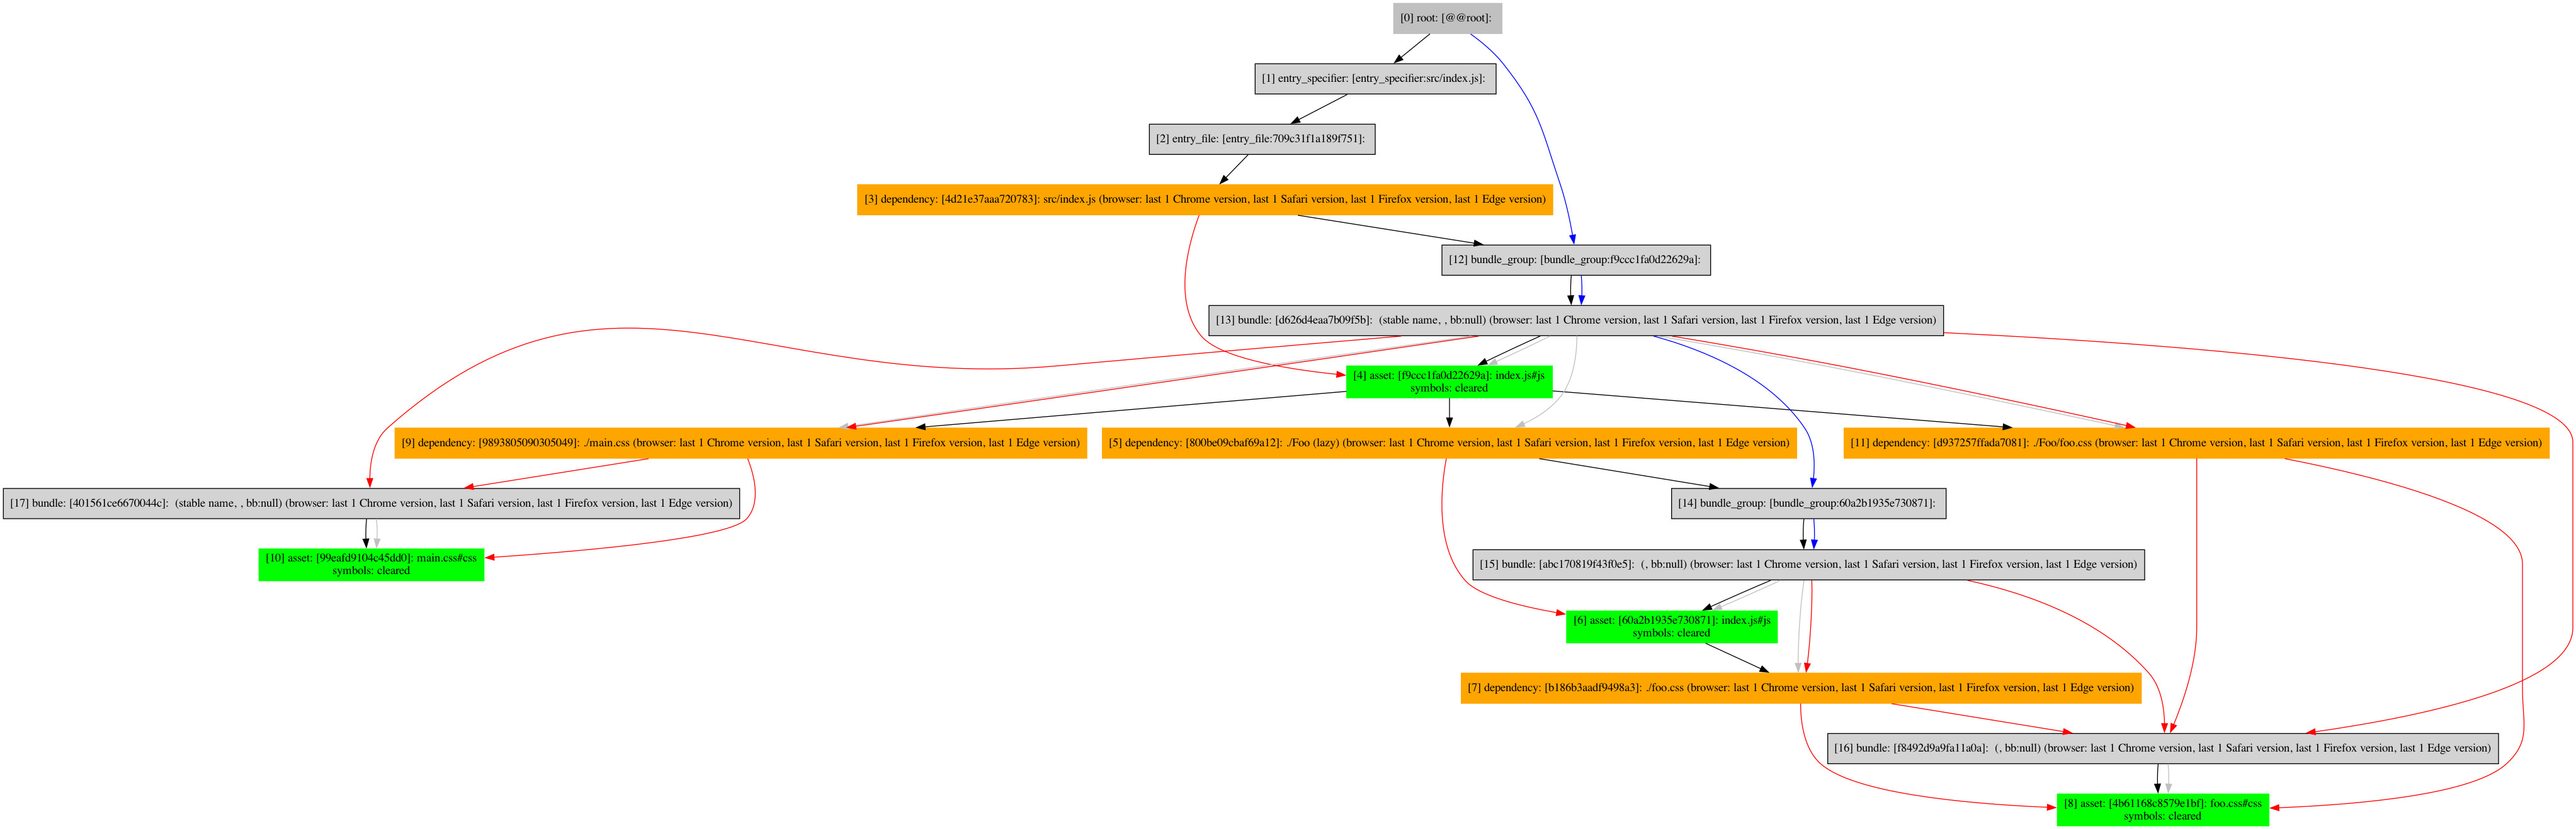 [0] root: [@@root]:
[1] entry_specifier: [entry_specifier:src/index.js]:
[2] entry_file: [entry_file:709c31f1a189f751]:
[3] dependency: [4d21e37aaa720783]: src/index.js (browser: last 1 Chrome version, last 1 Safari version, last 1 Firefox version, last 1 Edge version)
[12] bundle_group: [bundle_group:f9ccc1fa0d22629a]:
[13] bundle: [d626d4eaa7b09f5b]:  (stable name, , bb:null) (browser: last 1 Chrome version, last 1 Safari version, last 1 Firefox version, last 1 Edge version)
[4] asset: [f9ccc1fa0d22629a]: index.js#js
symbols: cleared
[9] dependency: [9893805090305049]: ./main.css (browser: last 1 Chrome version, last 1 Safari version, last 1 Firefox version, last 1 Edge version)
[5] dependency: [800be09cbaf69a12]: ./Foo (lazy) (browser: last 1 Chrome version, last 1 Safari version, last 1 Firefox version, last 1 Edge version)
[11] dependency: [d937257ffada7081]: ./Foo/foo.css (browser: last 1 Chrome version, last 1 Safari version, last 1 Firefox version, last 1 Edge version)
[17] bundle: [401561ce6670044c]:  (stable name, , bb:null) (browser: last 1 Chrome version, last 1 Safari version, last 1 Firefox version, last 1 Edge version)
[14] bundle_group: [bundle_group:60a2b1935e730871]:
[10] asset: [99eafd9104c45dd0]: main.css#css
symbols: cleared
[15] bundle: [abc170819f43f0e5]:  (, bb:null) (browser: last 1 Chrome version, last 1 Safari version, last 1 Firefox version, last 1 Edge version)
[6] asset: [60a2b1935e730871]: index.js#js
symbols: cleared
[7] dependency: [b186b3aadf9498a3]: ./foo.css (browser: last 1 Chrome version, last 1 Safari version, last 1 Firefox version, last 1 Edge version)
[16] bundle: [f8492d9a9fa11a0a]:  (, bb:null) (browser: last 1 Chrome version, last 1 Safari version, last 1 Firefox version, last 1 Edge version)
[8] asset: [4b61168c8579e1bf]: foo.css#css
symbols: cleared